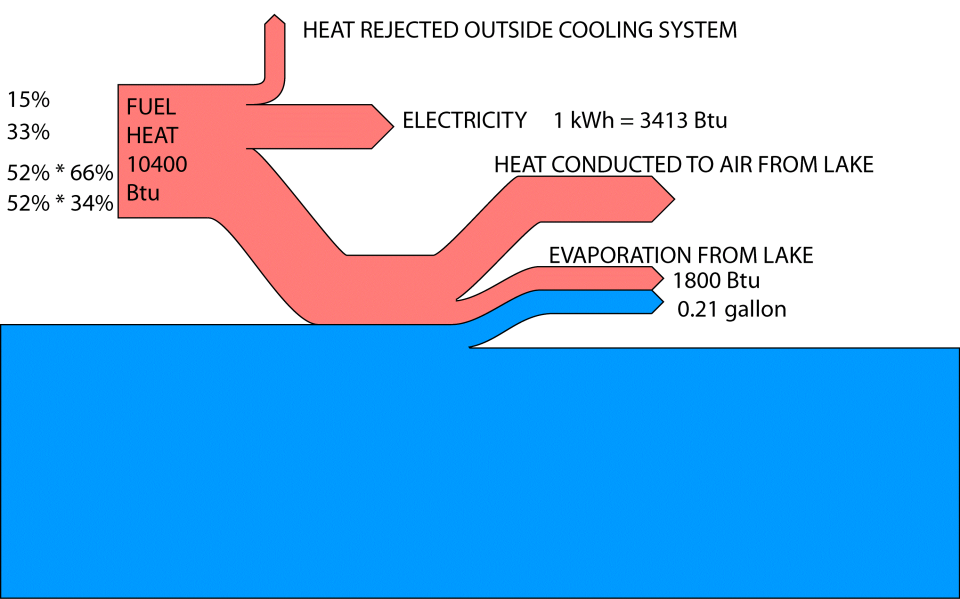 HEAT REJECTED OUTSIDE COOLING SYSTEM
15%
33%
52% * 66%
52% * 34%
FUEL
HEAT
10400
Btu
ELECTRICITY 1 kWh = 3413 Btu
HEAT CONDUCTED TO AIR FROM LAKE
EVAPORATION FROM LAKE
1800 Btu
0.21 gallon